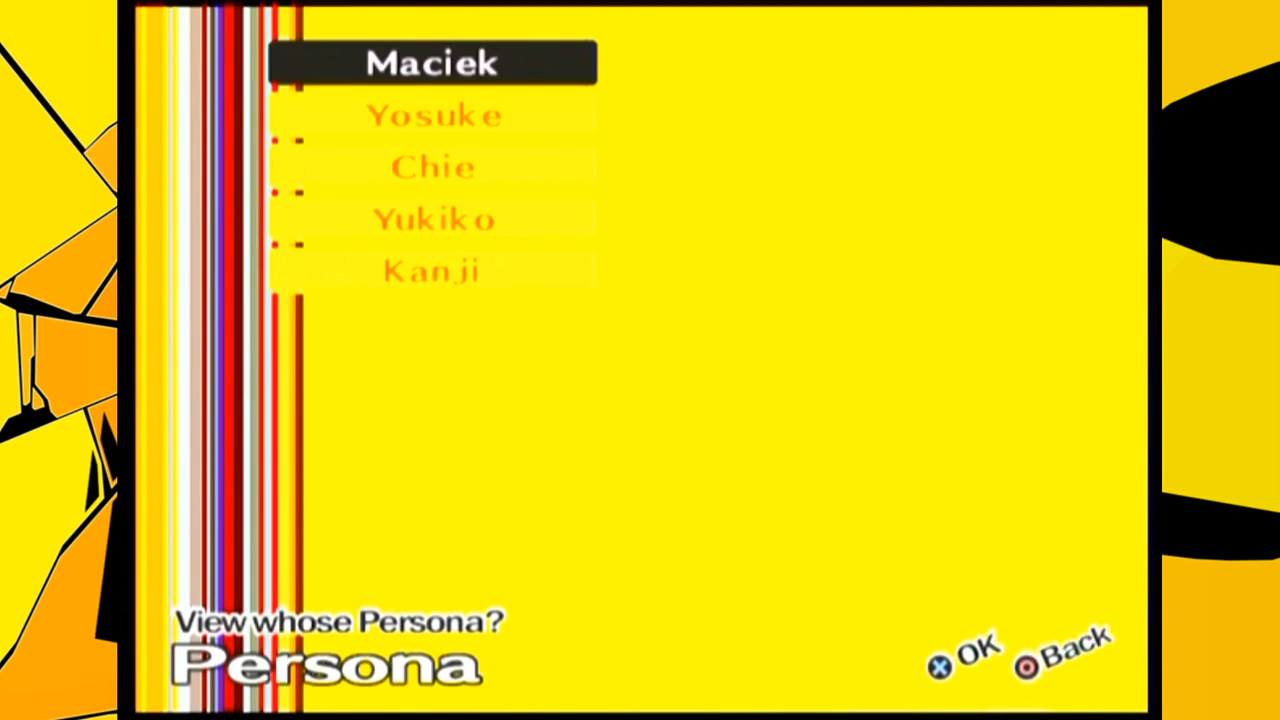 Maciek
Yosuke
Chie
Yukiko
Kanji
View whose Persona?
Persona
OK
Back